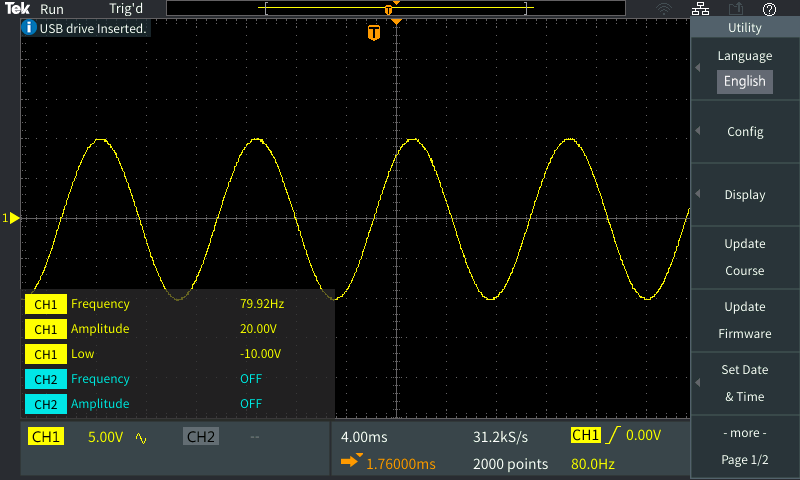 Tek Run Trig'd T ?
i USB drive Inserted.
T
Utility
Language
English
Config
Display
Update
Course
Update
Firmware
Set Date
& Time
- more -
Page 1/2
1
CH1 Frequency 79.92Hz
CH1 Amplitude 20.00V
CH1 Low -10.00V
CH2 Frequency OFF
CH2 Amplitude OFF
CH1 5.00V CH2 --
4.00ms 31.2kS/s CH1 0.00V
1.76000ms 2000 points 80.0Hz